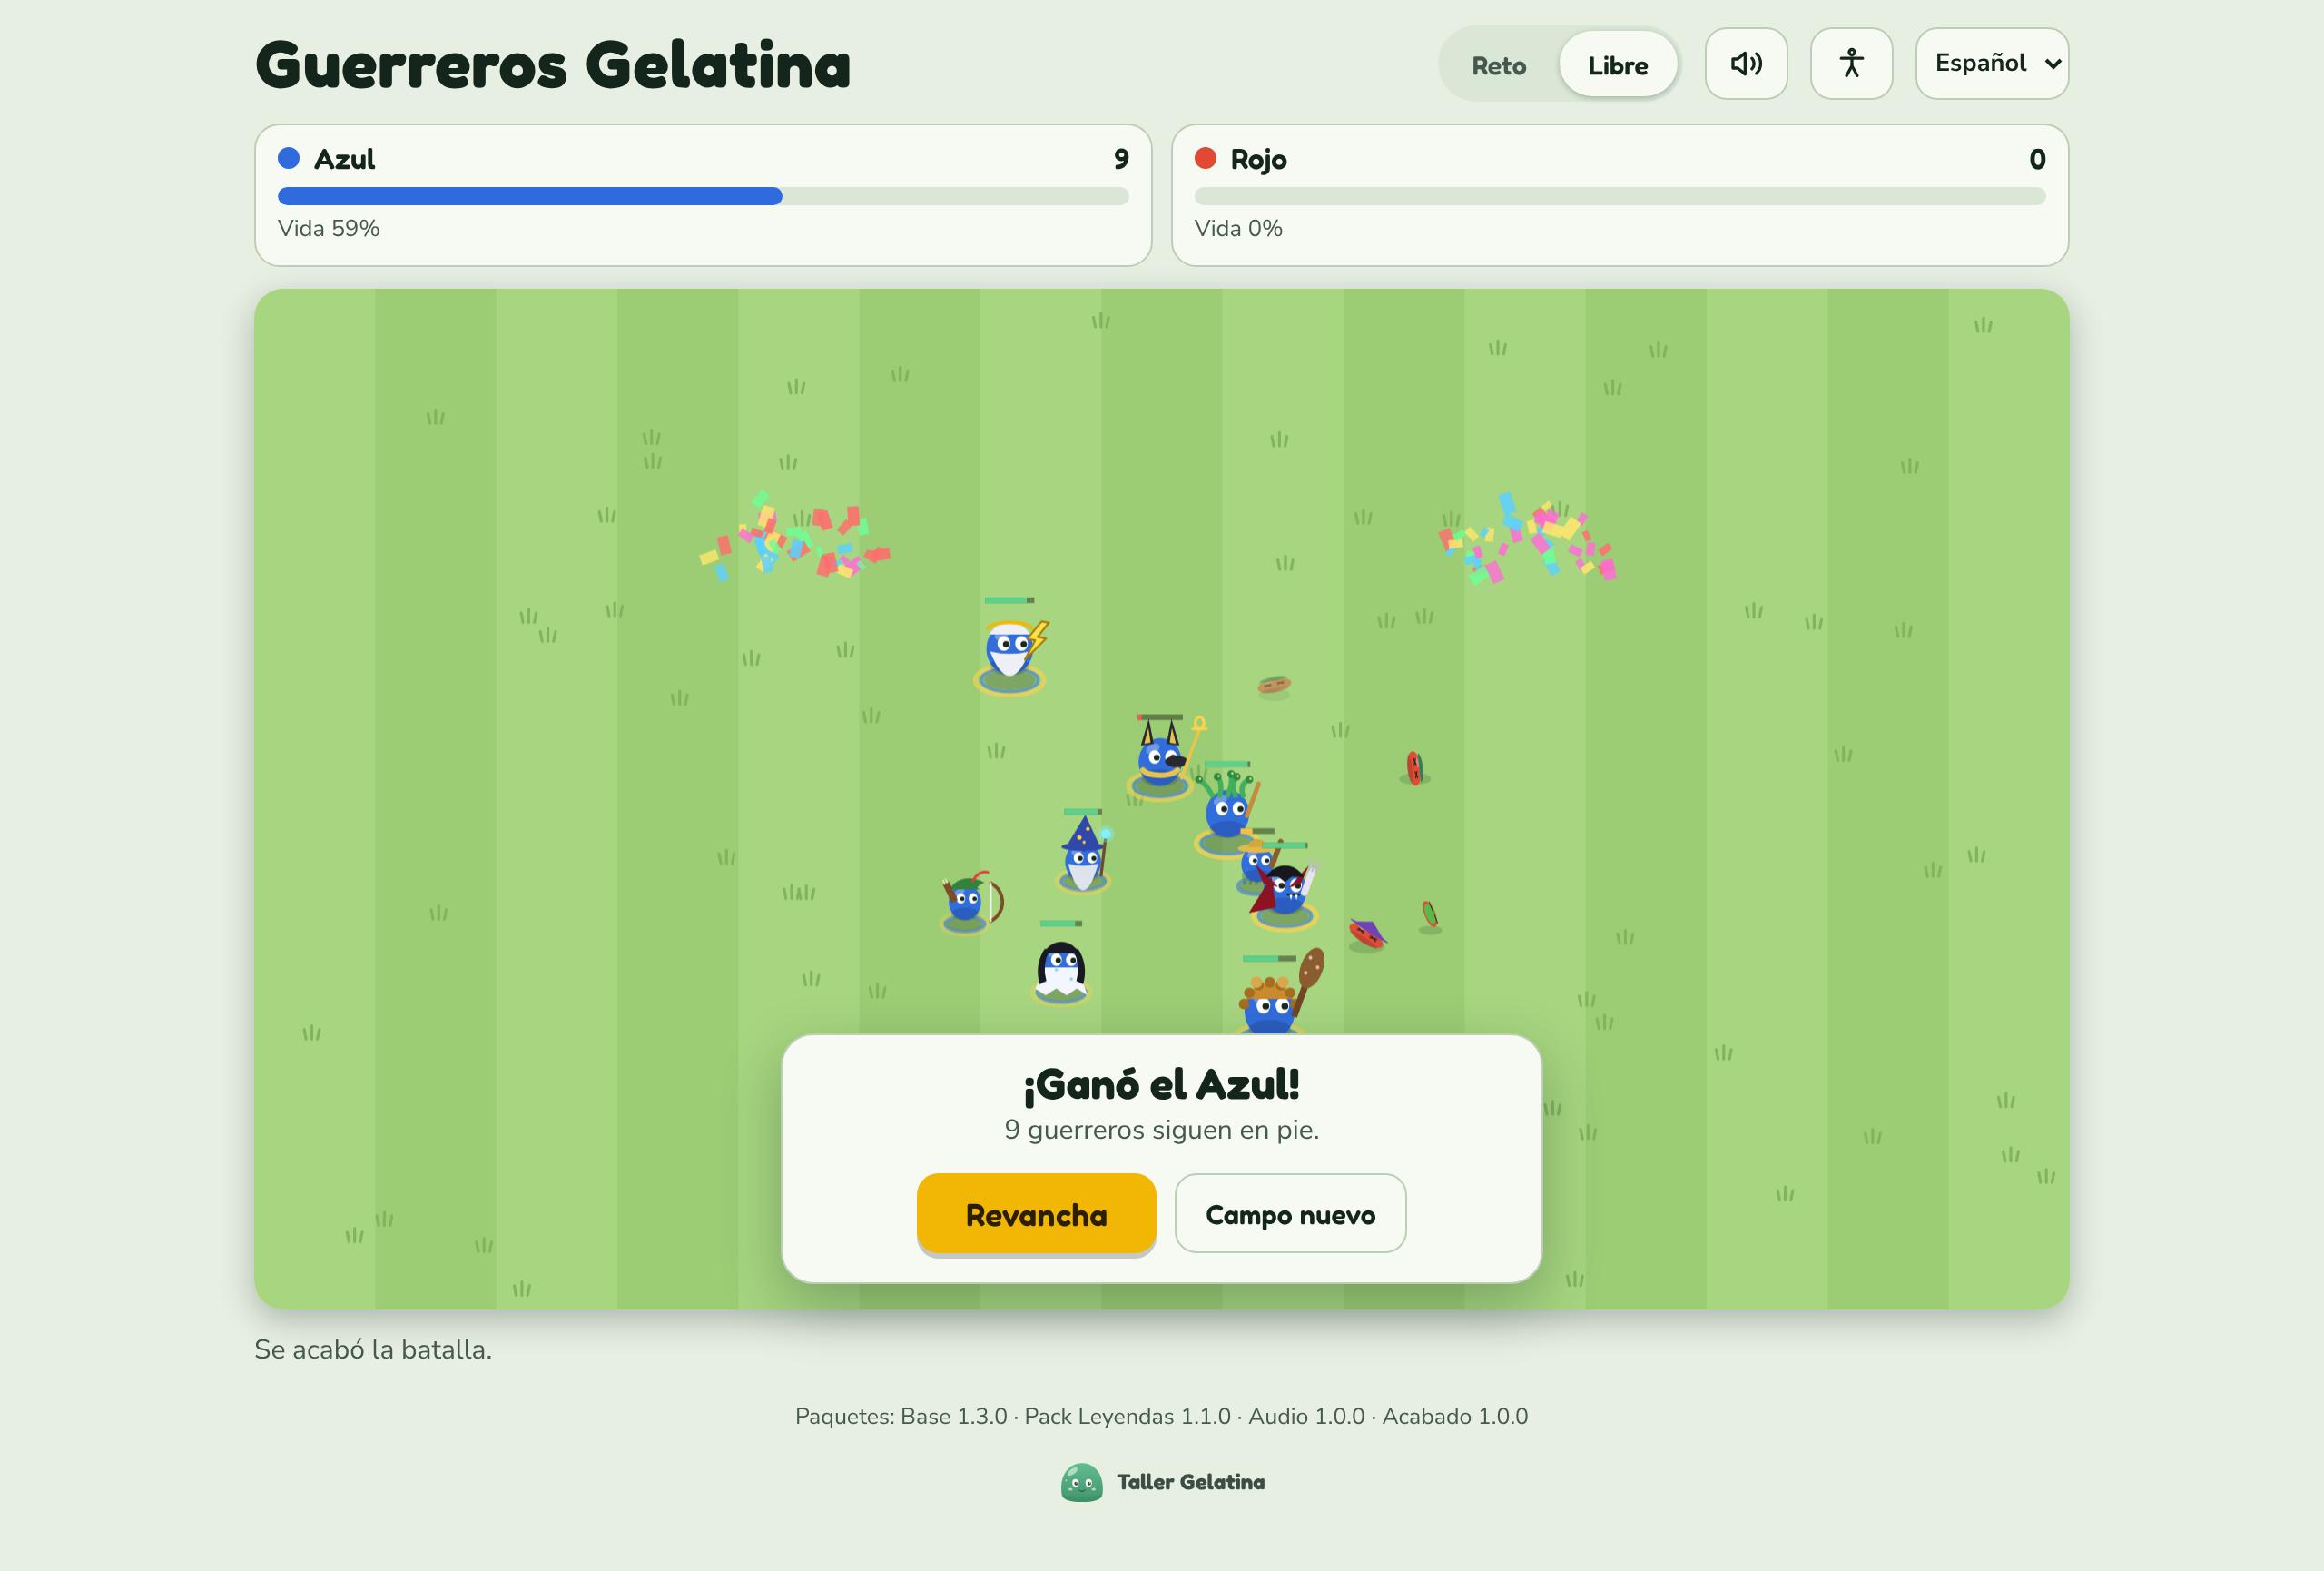 Guerreros Gelatina
Reto
Libre
Español
Azul
9
Vida 59%
Rojo
0
Vida 0%
¡Ganó el Azul!
9 guerreros siguen en pie.
Revancha
Campo nuevo
Se acabó la batalla.
Paquetes: Base 1.3.0 · Pack Leyendas 1.1.0 · Audio 1.0.0 · Acabado 1.0.0
Taller Gelatina